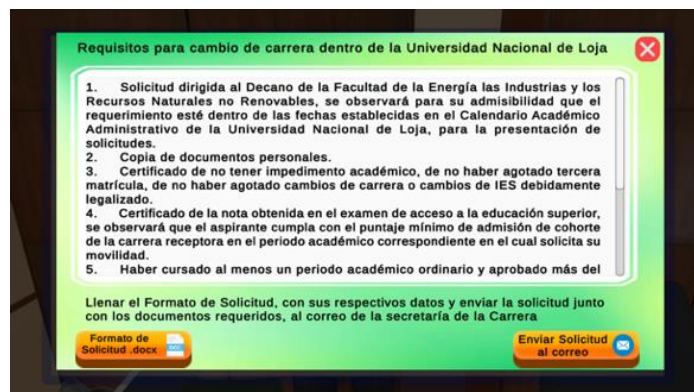 Requisitos para cambio de carrera dentro de la Universidad Nacional de Loja
1. Solicitud dirigida al Decano de la Facultad de la Energía las Industrias y los
Recursos Naturales no Renovables, se observará para su admisibilidad que el
requerimiento esté dentro de las fechas establecidas en el Calendario Académico
Administrativo de la Universidad Nacional de Loja, para la presentación de
solicitudes.
2. Copia de documentos personales.
3. Certificado de no tener impedimento académico, de no haber agotado tercera
matrícula, de no haber agotado cambios de carrera o cambios de IES debidamente
legalizado.
4. Certificado de la nota obtenida en el examen de acceso a la educación superior,
se observará que el aspirante cumpla con el puntaje mínimo de admisión de cohorte
de la carrera receptora en el periodo académico correspondiente en el cual solicita su
movilidad.
5. Haber cursado al menos un periodo académico ordinario y aprobado más del
Llenar el Formato de Solicitud, con sus respectivos datos y enviar la solicitud junto
con los documentos requeridos, al correo de la secretaría de la Carrera
Formato de
Solicitud .docx
Enviar Solicitud
al correo